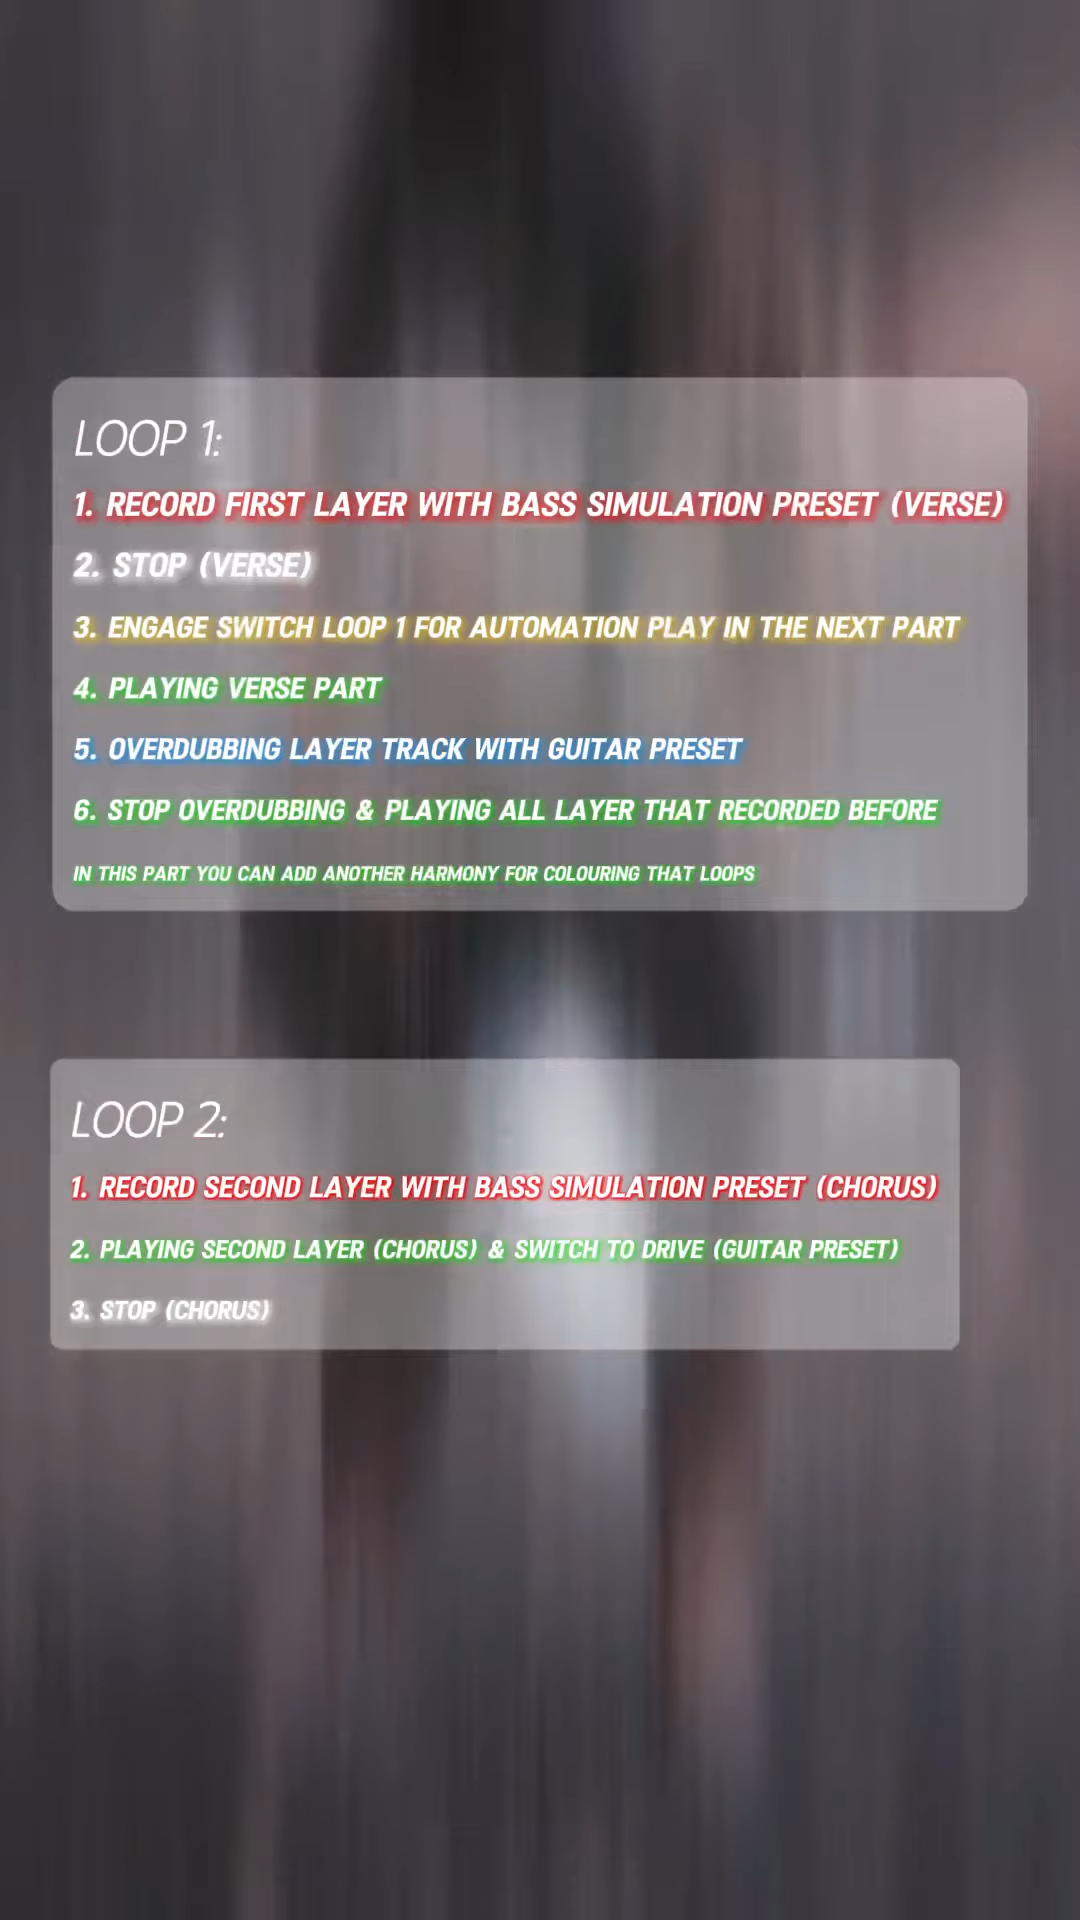 LOOP 1:
1. RECORD FIRST LAYER WITH BASS SIMULATION PRESET (VERSE)
2. STOP (VERSE)
3. ENGAGE SWITCH LOOP 1 FOR AUTOMATION PLAY IN THE NEXT PART
4. PLAYING VERSE PART
5. OVERDUBBING LAYER TRACK WITH GUITAR PRESET
6. STOP OVERDUBBING & PLAYING ALL LAYER THAT RECORDED BEFORE
IN THIS PART YOU CAN ADD ANOTHER HARMONY FOR COLOURING THAT LOOPS
LOOP 2:
1. RECORD SECOND LAYER WITH BASS SIMULATION PRESET (CHORUS)
2. PLAYING SECOND LAYER (CHORUS) & SWITCH TO DRIVE (GUITAR PRESET)
3. STOP (CHORUS)